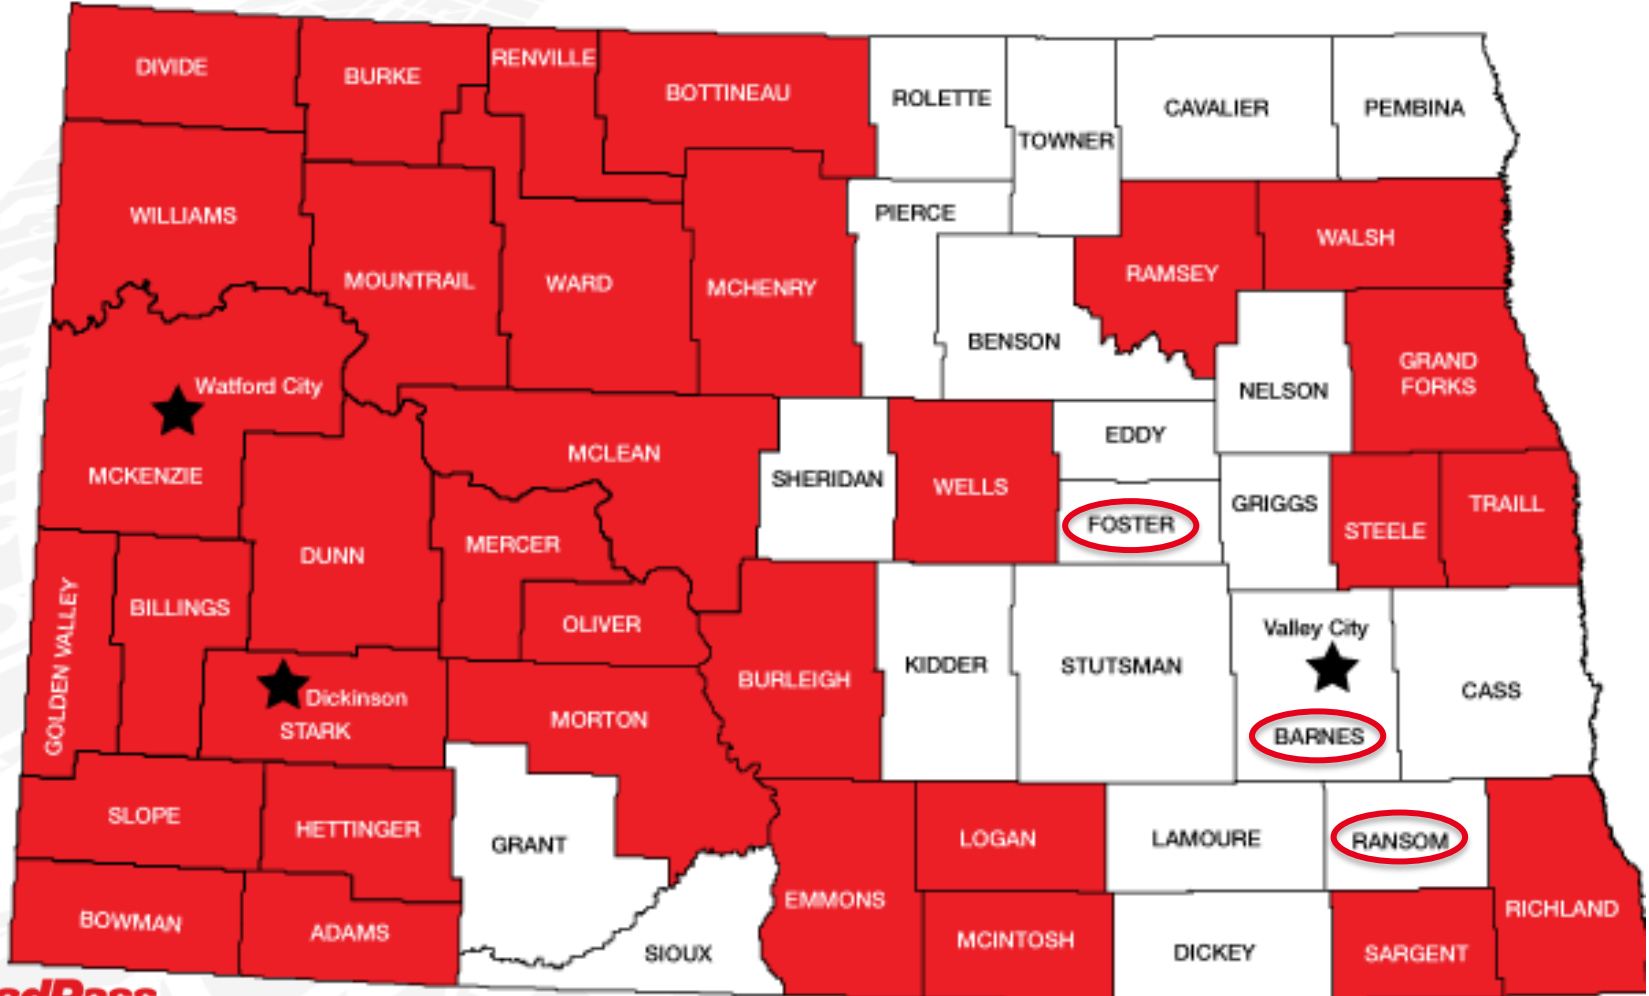 DIVIDE
BURKE
RENVILLE
BOTTINEAU
ROLETTE
TOWNER
CAVALIER
PEMBINA
WILLIAMS
MOUNTRAIL
WARD
MCHENRY
PIERCE
BENSON
RAMSEY
WALSH
NELSON
GRAND
FORKS
Watford City
MCKENZIE
MCLEAN
SHERIDAN
WELLS
EDDY
FOSTER
GRIGGS
STEELE
TRAILL
GOLDEN VALLEY
BILLINGS
DUNN
MERCER
OLIVER
BURLEIGH
KIDDER
STUTSMAN
Valley City
BARNES
CASS
Dickinson
STARK
MORTON
SLOPE
HETTINGER
GRANT
EMMONS
LOGAN
LAMOURE
RANSOM
RICHLAND
BOWMAN
ADAMS
SIOUX
MCINTOSH
DICKEY
SARGENT